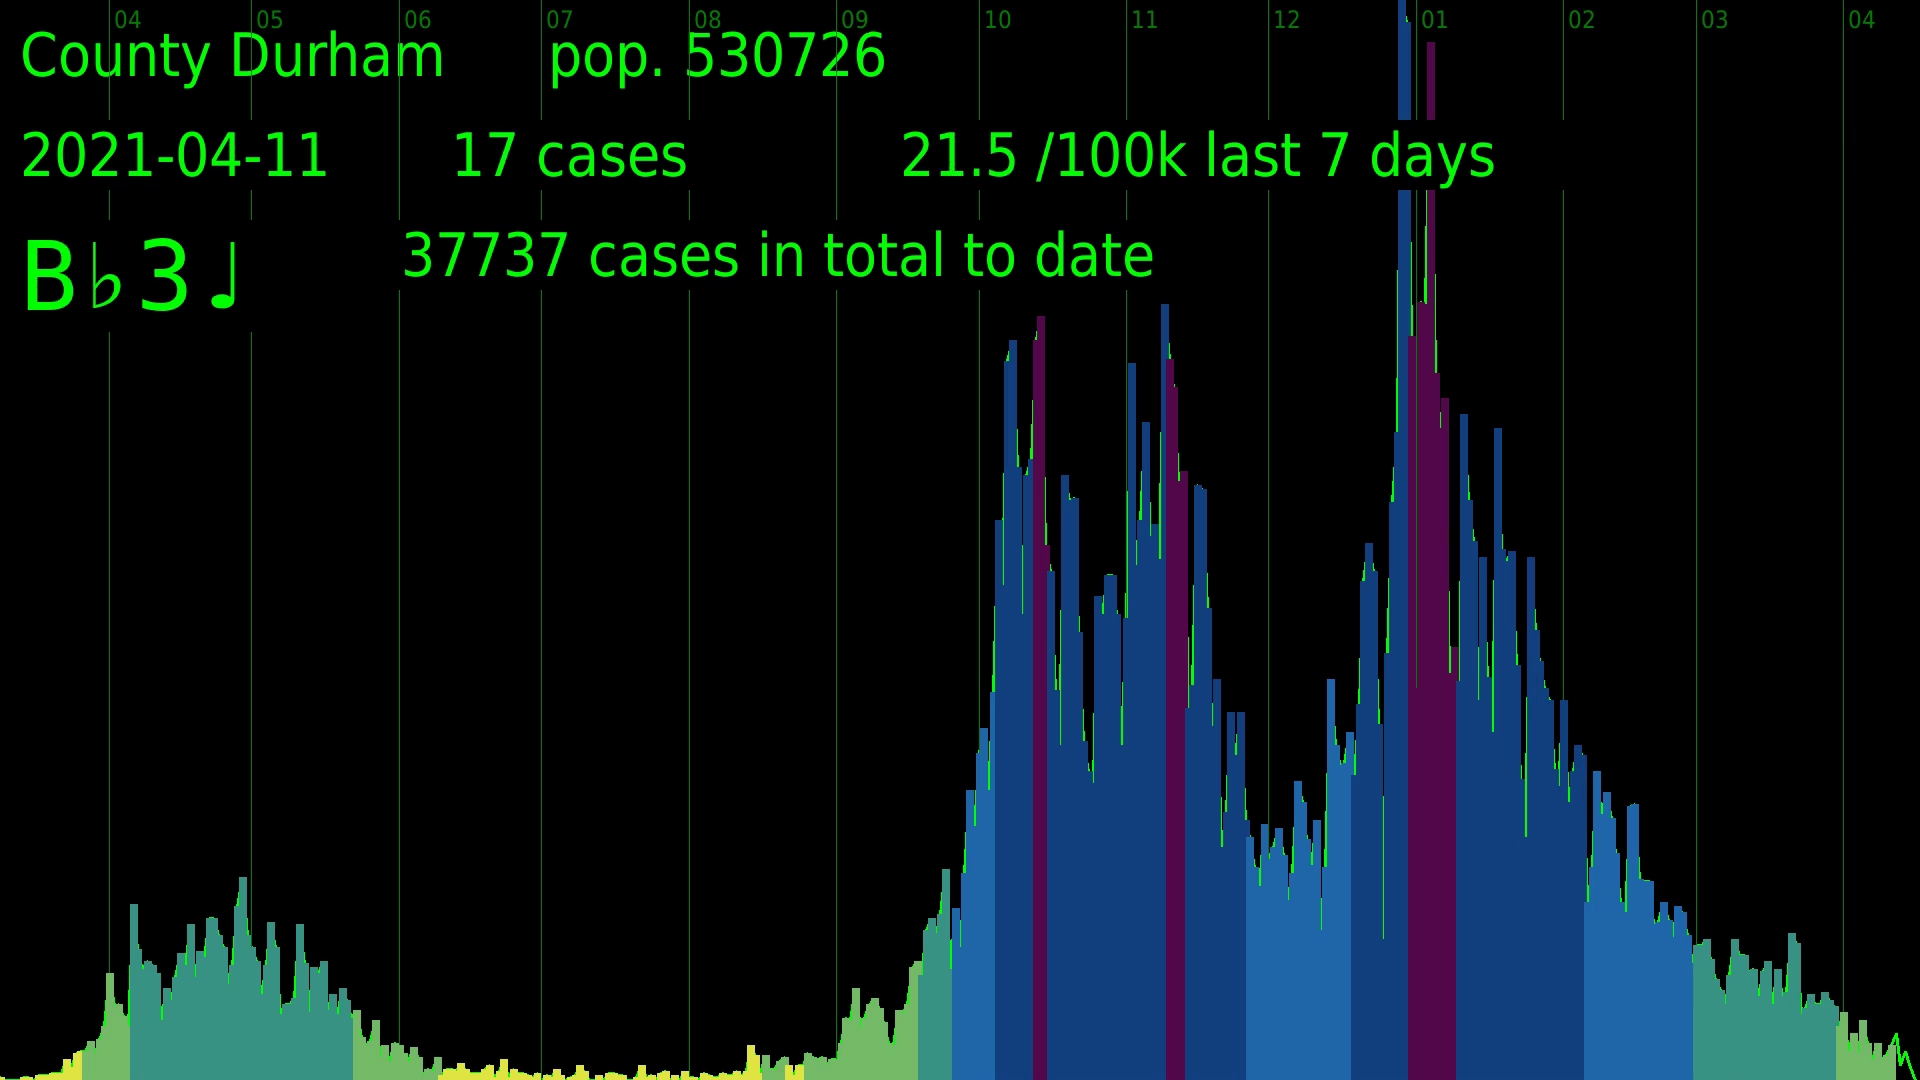 04 05 06 07 08 09 10 11 12 01 02 03 04
County Durham pop. 530726
2021-04-11 17 cases 21.5 /100k last 7 days
B♭3♩ 37737 cases in total to date